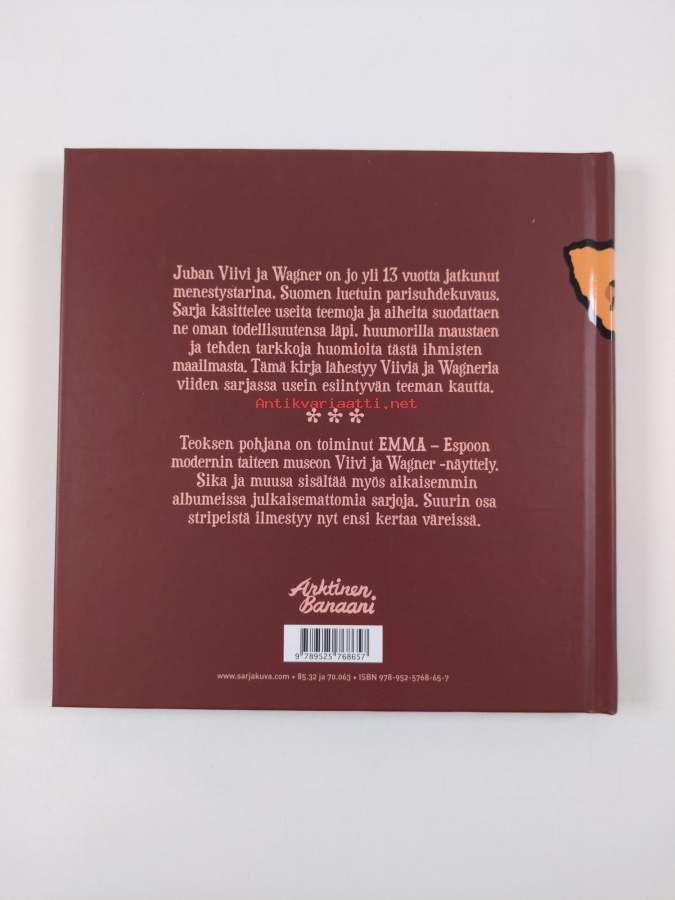 Juban Viivi ja Wagner on jo yli 13 vuotta jatkunut
menestystarina, Suomen luetuin parisuhdekuvaus.
Sarja käsittelee useita teemoja ja aiheita suodattaen
ne oman todellisuutensa läpi, huumorilla maustaen
ja tehden tarkkoja huomioita tästä ihmisten
maailmasta. Tämä kirja lähestyy Viiviä ja Wagneria
viiden sarjassa usein esiintyvän teeman kautta.
Antikvariaatti.net
***
Teoksen pohjana on toiminut EMMA – Espoon
modernin taiteen museon Viivi ja Wagner -näyttely.
Sika ja muusa sisältää myös aikaisemmin
albumeissa julkaisemattomia sarjoja. Suurin osa
stripeistä ilmestyy nyt ensi kertaa väreissä.
Arktinen
Banaani
9 789525 768657
www.sarjakuva.com • 85.32 ja 70.063 • ISBN 978-952-5768-65-7